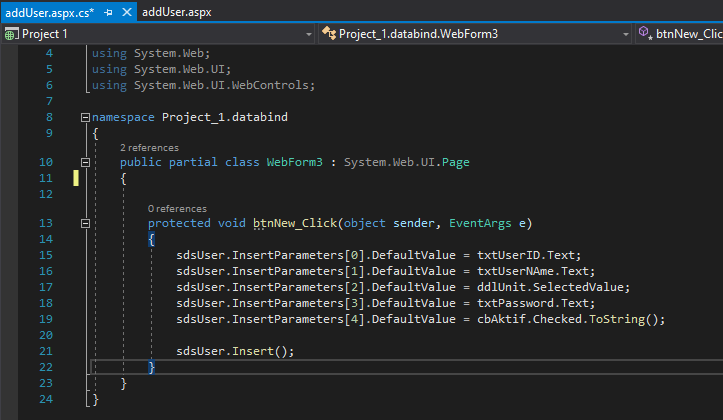 addUser.aspx.cs*
addUser.aspx
Project 1
Project_1.databind.WebForm3
btnNew_Clic
4 using System.Web;
5 using System.Web.UI;
6 using System.Web.UI.WebControls;
7
8 namespace Project_1.databind
9 {
2 references
10 public partial class WebForm3 : System.Web.UI.Page
11 {
12
0 references
13 protected void btnNew_Click(object sender, EventArgs e)
14 {
15 sdsUser.InsertParameters[0].DefaultValue = txtUserID.Text;
16 sdsUser.InsertParameters[1].DefaultValue = txtUserNAme.Text;
17 sdsUser.InsertParameters[2].DefaultValue = ddlUnit.SelectedValue;
18 sdsUser.InsertParameters[3].DefaultValue = txtPassword.Text;
19 sdsUser.InsertParameters[4].DefaultValue = cbAktif.Checked.ToString();
20
21 sdsUser.Insert();
22 }
23 }
24 }